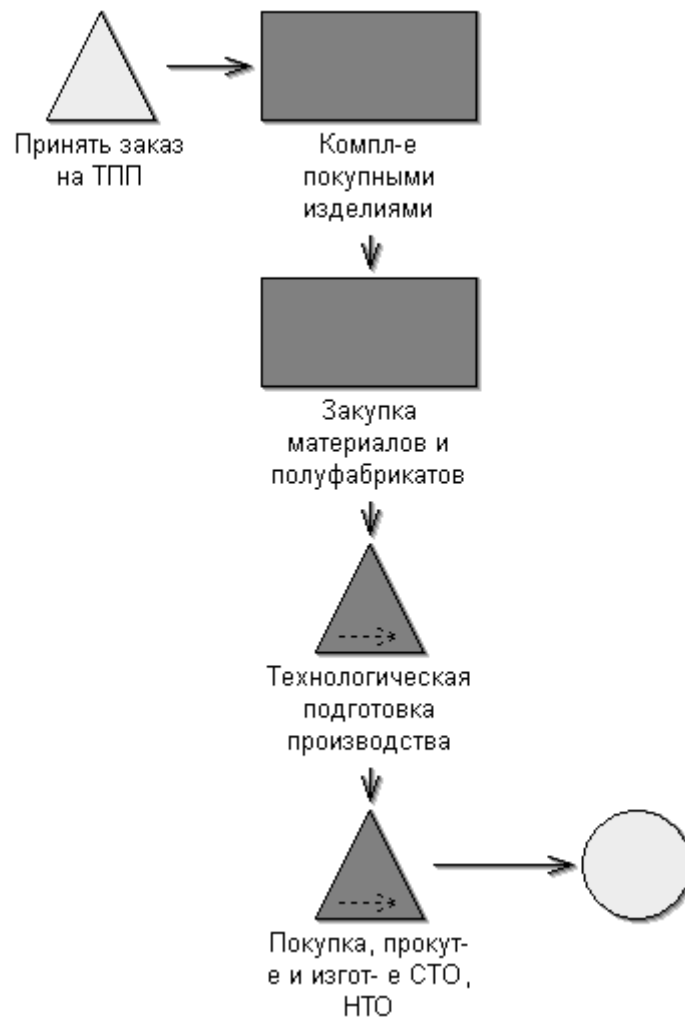 Принять заказ
на ТПП
Компл-е
покупными
изделиями
Закупка
материалов и
полуфабрикатов
Технологическая
подготовка
производства
Покупка, прокут-
е и изгот- е СТО,
НТО